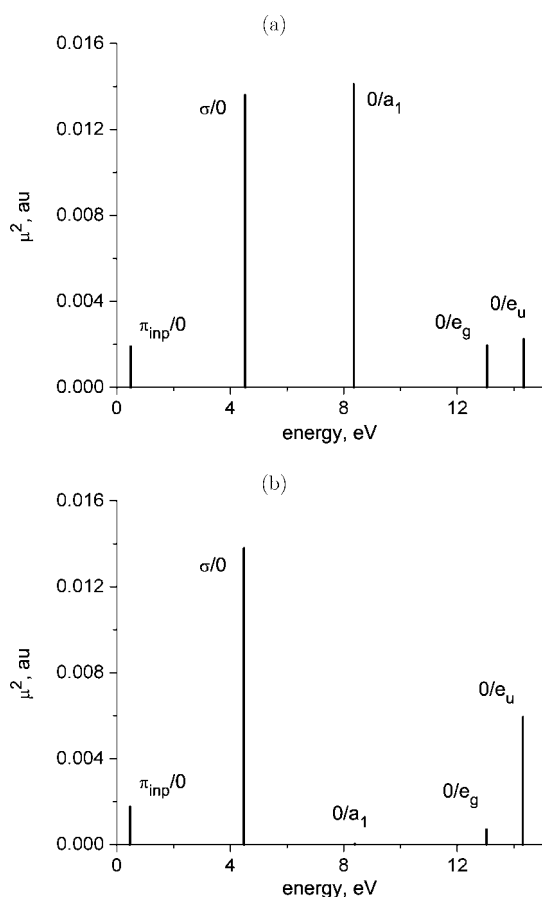 (a)
0.016
σ/0
0/a₁
0.012
μ², au
0.008
0.004
πᵢₙₚ/0
0/e_g
0/eᵤ
0.000
0 4 8 12
energy, eV
(b)
0.016
σ/0
0.012
μ², au
0.008
0/eᵤ
0.004
πᵢₙₚ/0
0/a₁
0/e_g
0.000
0 4 8 12
energy, eV